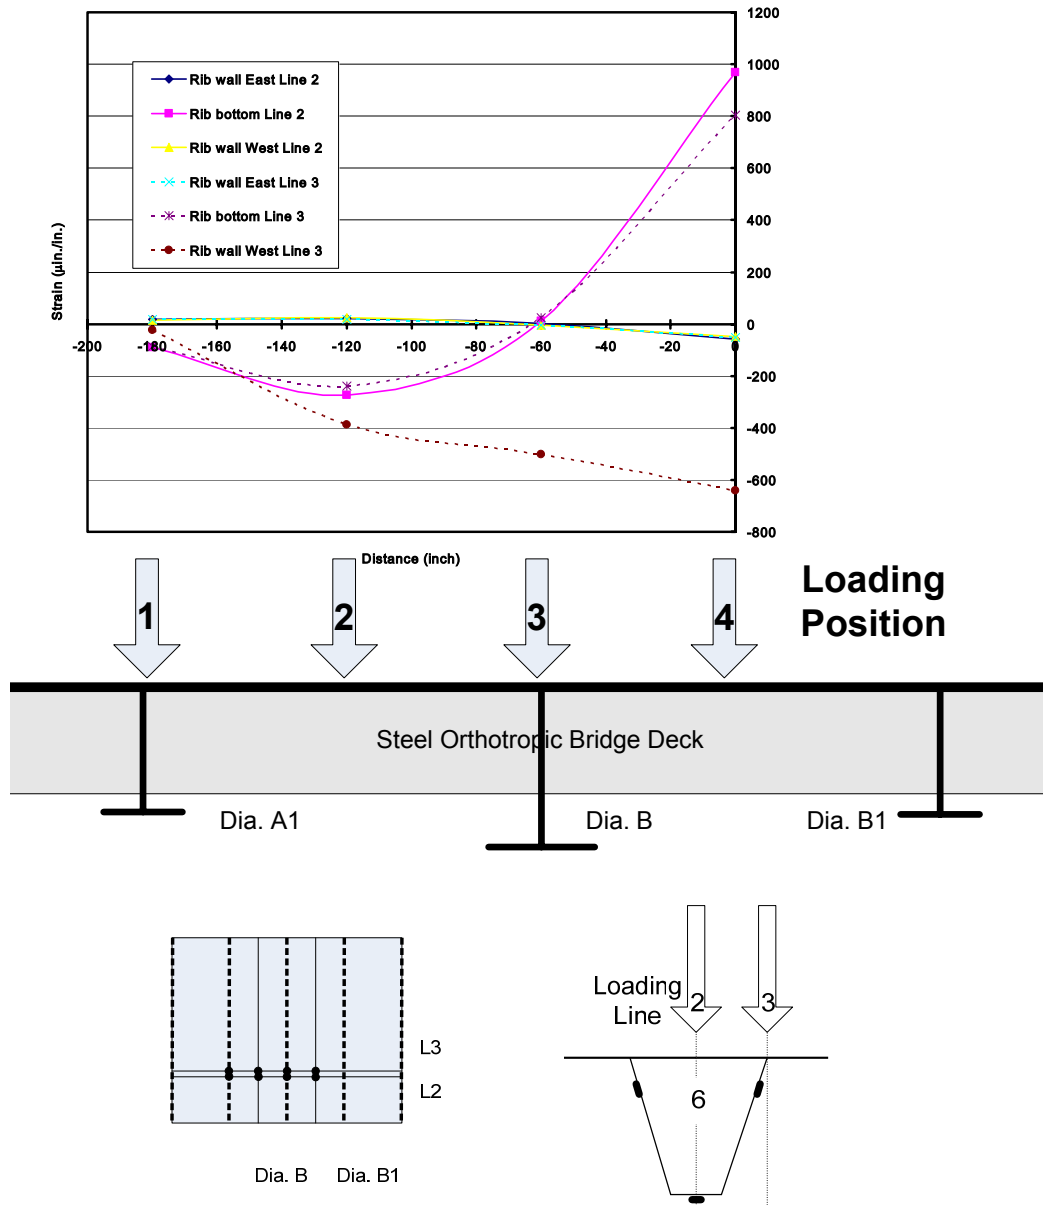 1200
1000
800
600
400
200
0
-200
-400
-600
-800
Strain (µin./in.)
Rib wall East Line 2
Rib bottom Line 2
Rib wall West Line 2
Rib wall East Line 3
Rib bottom Line 3
Rib wall West Line 3
-200 -180 -160 -140 -120 -100 -80 -60 -40 -20 0
Distance (inch)
1 2 3 4
Loading
Position
Steel Orthotropic Bridge Deck
Dia. A1 Dia. B Dia. B1
L3
L2
Dia. B Dia. B1
Loading
Line
2 3
6